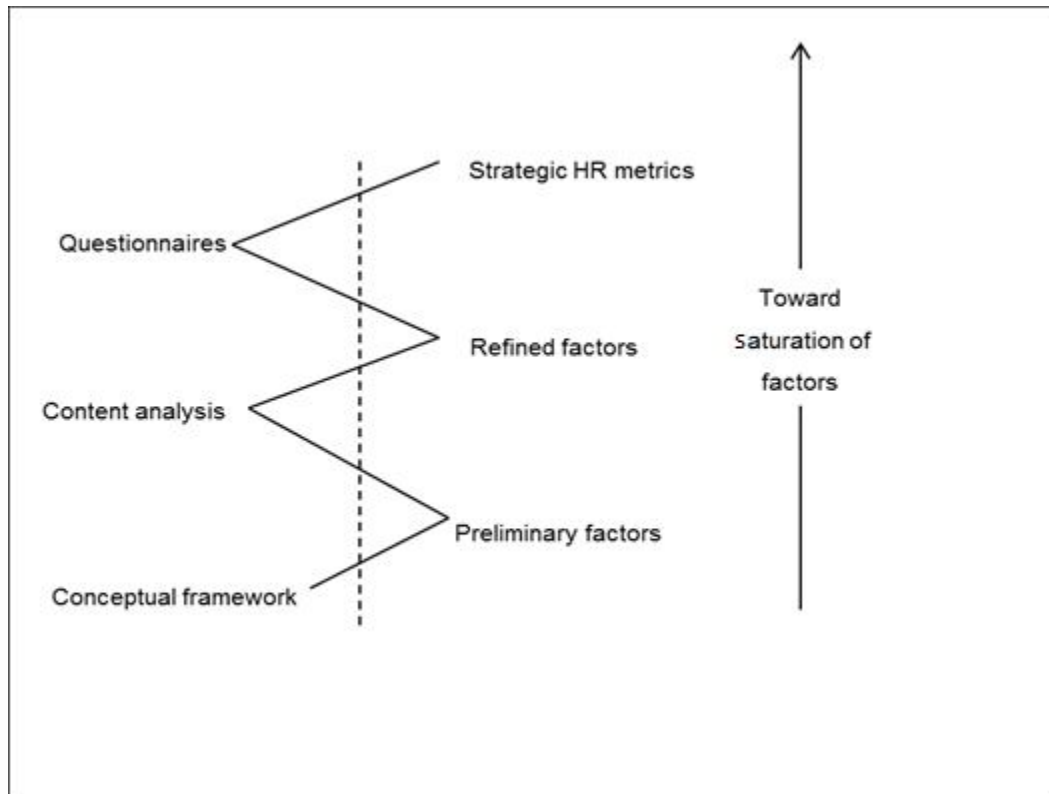 Strategic HR metrics
Questionnaires
Toward
Saturation of
factors
Refined factors
Content analysis
Preliminary factors
Conceptual framework